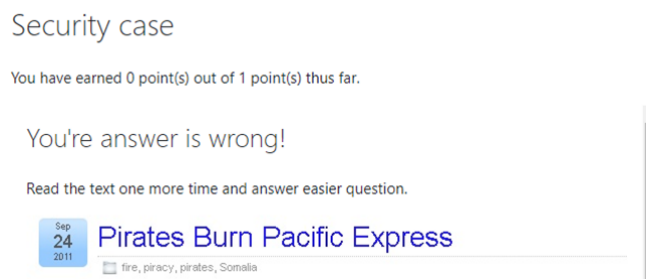 Security case
You have earned 0 point(s) out of 1 point(s) thus far.
You're answer is wrong!
Read the text one more time and answer easier question.
Sep
24
2011
Pirates Burn Pacific Express
fire, piracy, pirates, Somalia